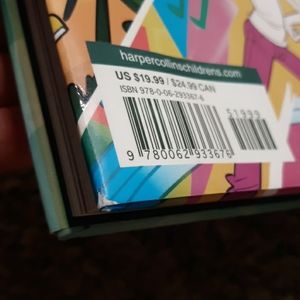 harpercollinschildrens.com
US $19.99 / $24.99 CAN
ISBN 978-0-06-293367-6
51999
9 780062 933676